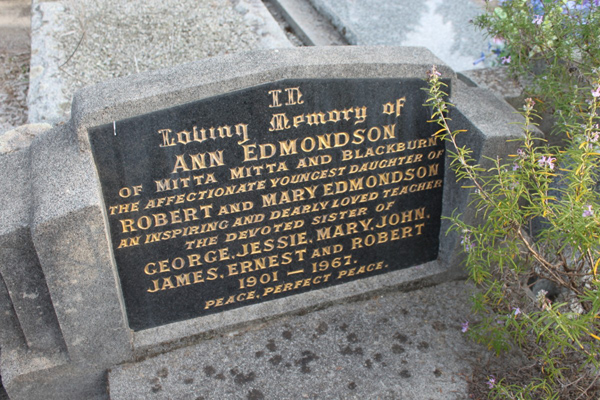 IN
Loving Memory of
ANN EDMONDSON
OF MITTA MITTA AND BLACKBURN
THE AFFECTIONATE YOUNGEST DAUGHTER OF
ROBERT AND MARY EDMONDSON
AN INSPIRING AND DEARLY LOVED TEACHER
THE DEVOTED SISTER OF
GEORGE, JESSIE, MARY, JOHN,
JAMES, ERNEST AND ROBERT
1901 – 1967.
PEACE, PERFECT PEACE.